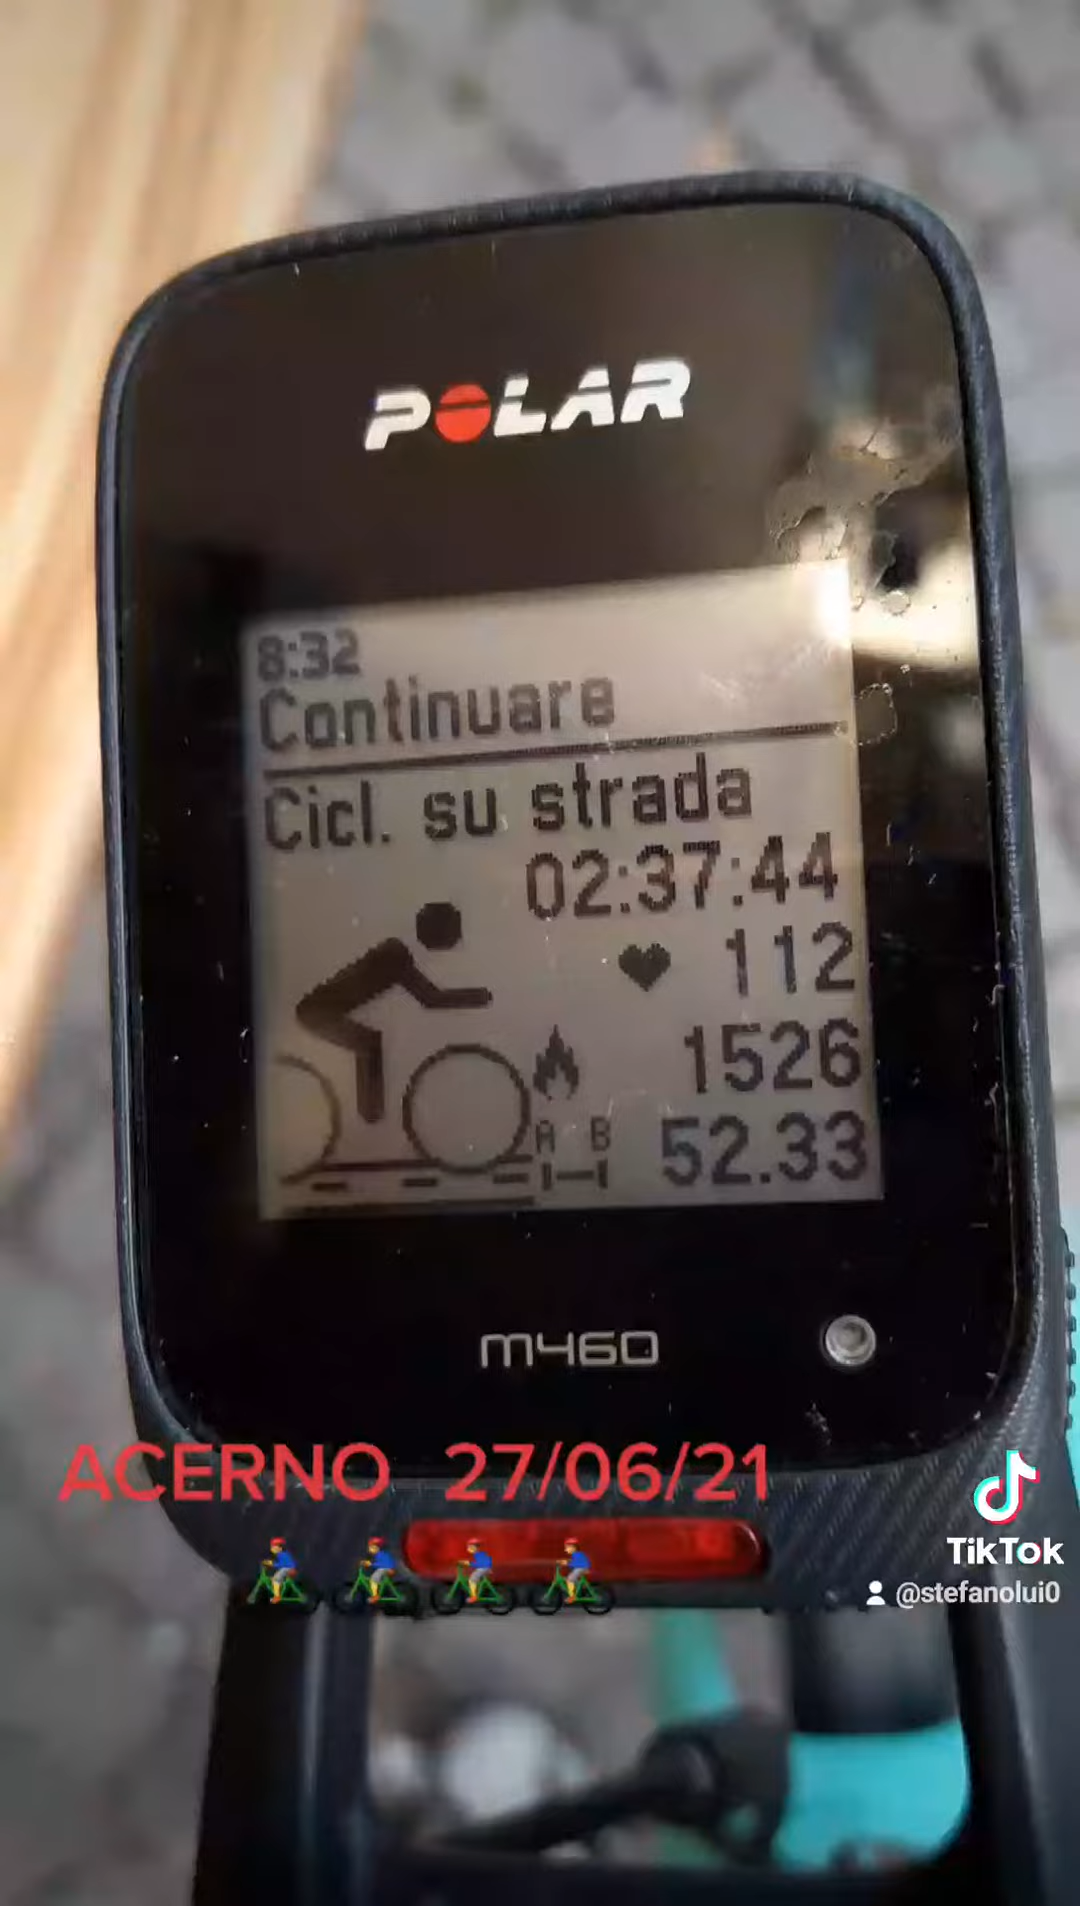 POLAR
8:32
Continuare
Cicl. su strada
02:37:44
112
1526
A B 52.33
M460
ACERNO 27/06/21
TikTok
@stefanolui0